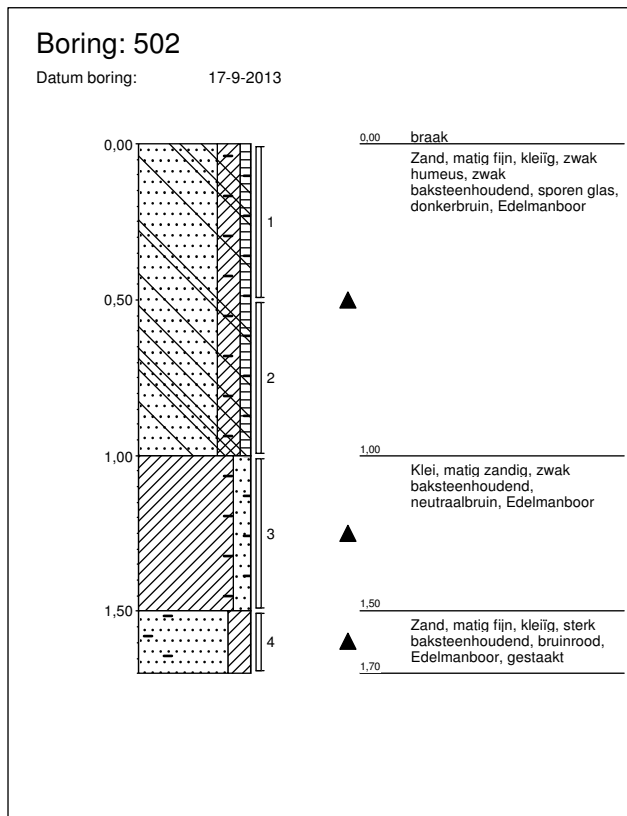 Boring: 502
Datum boring: 17-9-2013
0,00
0,00 braak
Zand, matig fijn, kleiïg, zwak
humeus, zwak
baksteenhoudend, sporen glas,
donkerbruin, Edelmanboor
1
0,50
2
1,00
1,00
Klei, matig zandig, zwak
baksteenhoudend,
neutraalbruin, Edelmanboor
3
1,50
1,50
Zand, matig fijn, kleiïg, sterk
baksteenhoudend, bruinrood,
Edelmanboor, gestaakt
4
1,70